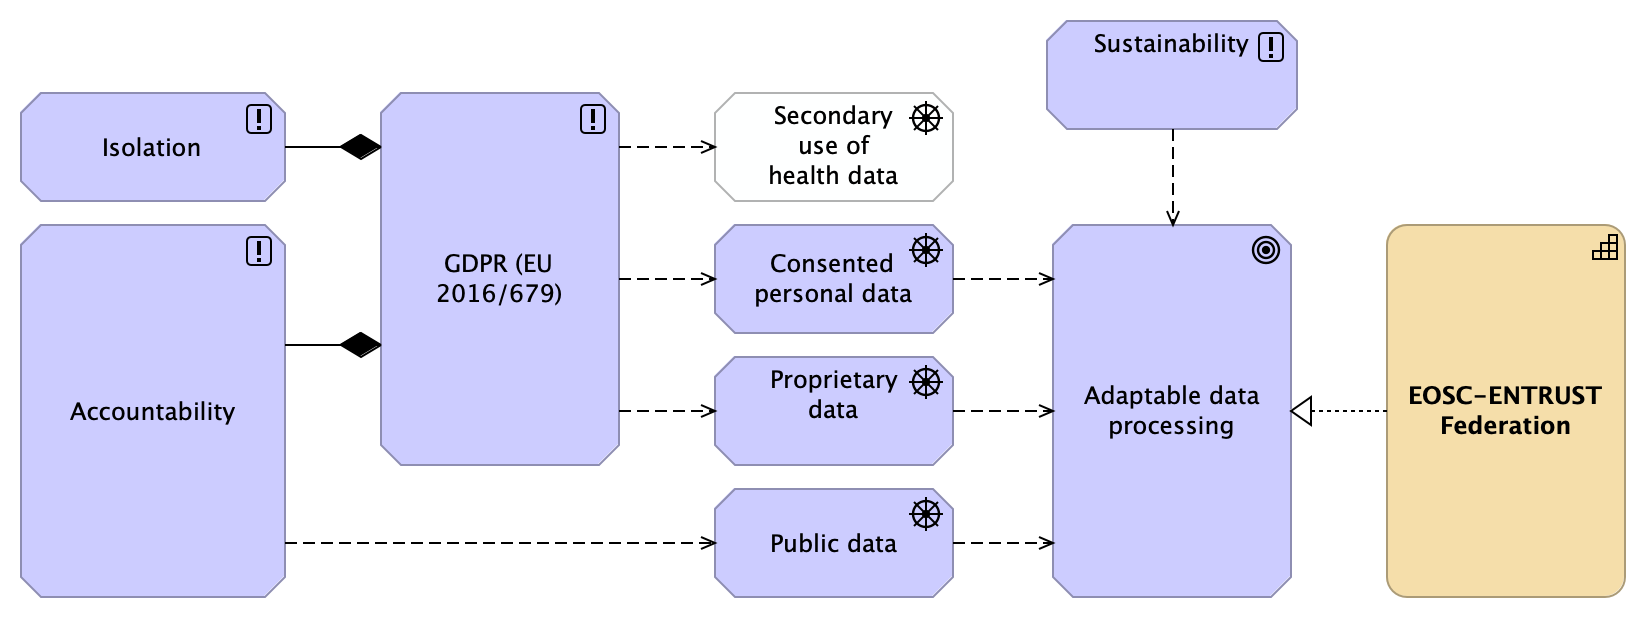 Sustainability
Isolation
Secondary
use of
health data
GDPR (EU
2016/679)
Consented
personal data
Accountability
Proprietary
data
Adaptable data
processing
EOSC-ENTRUST
Federation
Public data